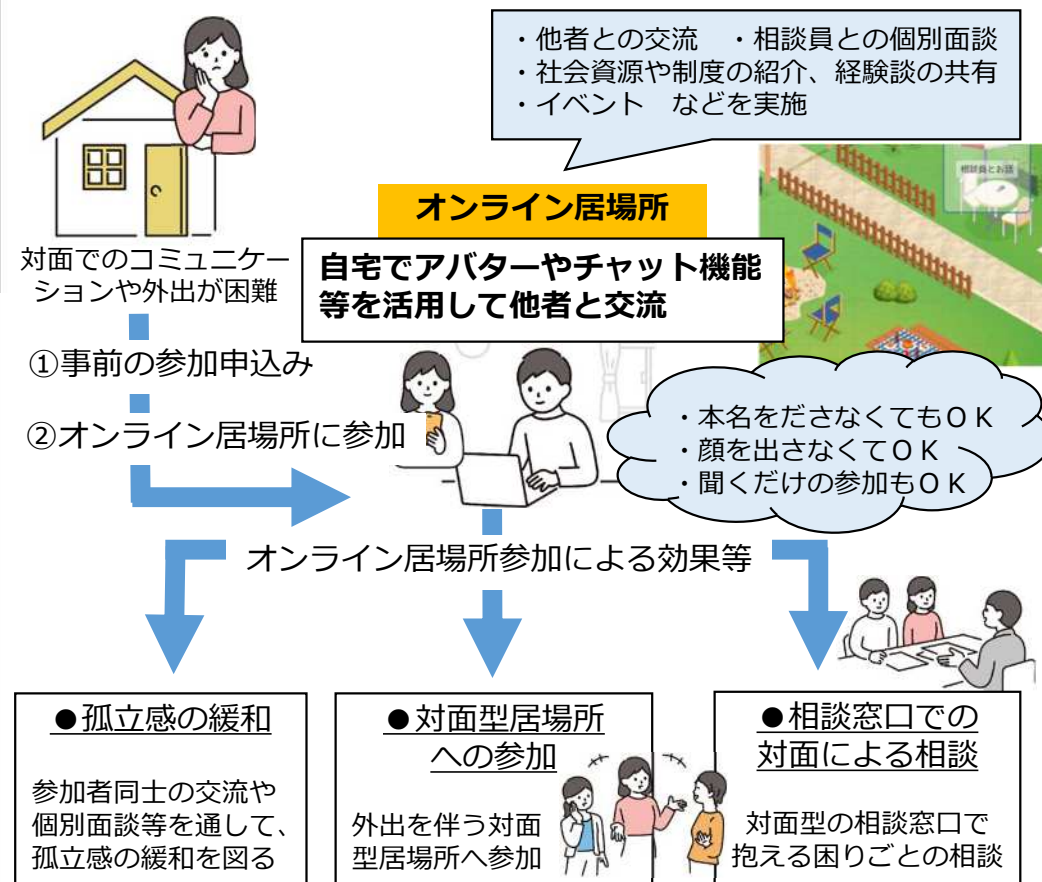 ・他者との交流　・相談員との個別面談
・社会資源や制度の紹介、経験談の共有
・イベント　などを実施
相談員とお話
オンライン居場所
自宅でアバターやチャット機能
等を活用して他者と交流
対面でのコミュニケー
ションや外出が困難
①事前の参加申込み
②オンライン居場所に参加
・本名をださなくてもＯＫ
・顔を出さなくてＯＫ
・聞くだけの参加もＯＫ
オンライン居場所参加による効果等
●孤立感の緩和
参加者同士の交流や
個別面談等を通して、
孤立感の緩和を図る
●対面型居場所
への参加
外出を伴う対面
型居場所へ参加
●相談窓口での
対面による相談
対面型の相談窓口で
抱える困りごとの相談